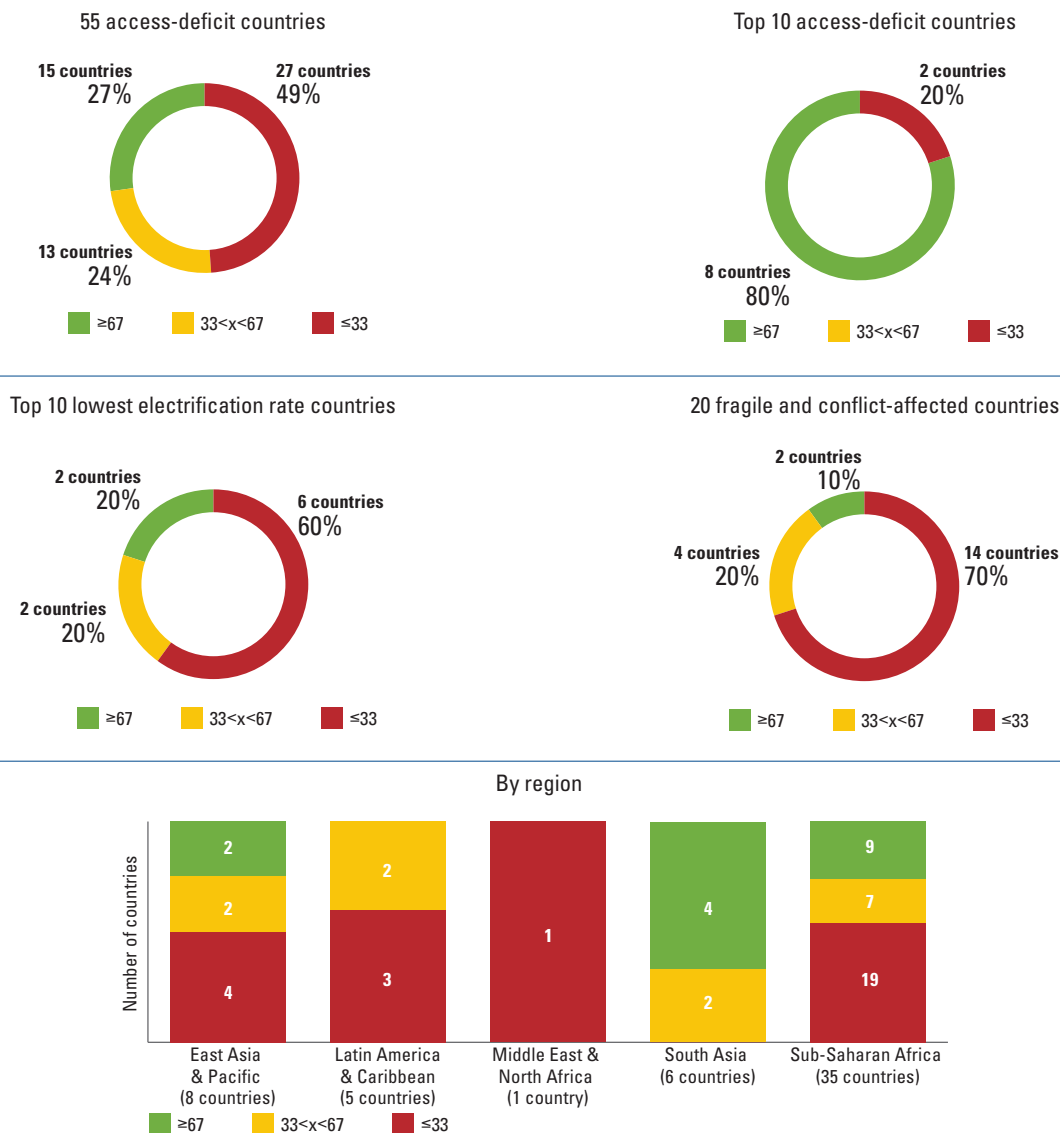 55 access-deficit countries
15 countries
27%
27 countries
49%
13 countries
24%
≥67
33<x<67
≤33
Top 10 access-deficit countries
2 countries
20%
8 countries
80%
≥67
33<x<67
≤33
Top 10 lowest electrification rate countries
2 countries
20%
6 countries
60%
2 countries
20%
≥67
33<x<67
≤33
20 fragile and conflict-affected countries
2 countries
10%
4 countries
20%
14 countries
70%
≥67
33<x<67
≤33
By region
Number of countries
2
2
4
2
3
1
4
2
9
7
19
East Asia
& Pacific
(8 countries)
Latin America
& Caribbean
(5 countries)
Middle East &
North Africa
(1 country)
South Asia
(6 countries)
Sub-Saharan Africa
(35 countries)
≥67
33<x<67
≤33